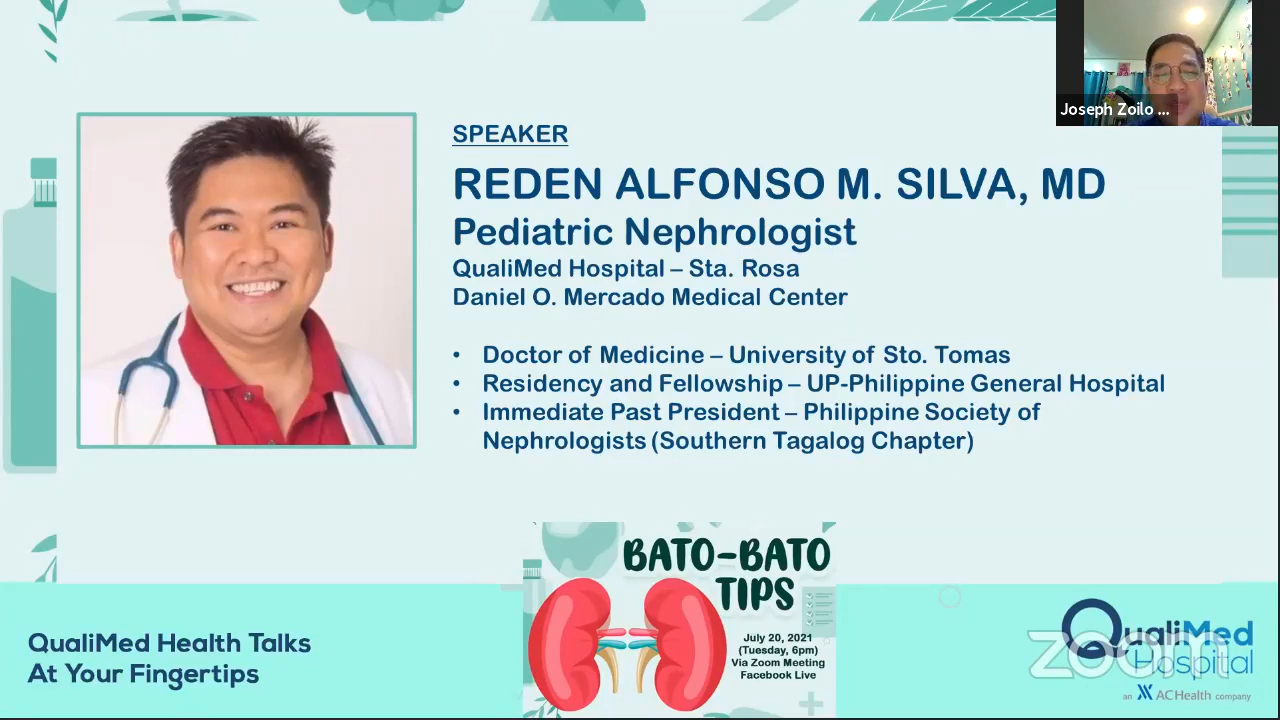 Joseph Zoilo ...
SPEAKER
REDEN ALFONSO M. SILVA, MD
Pediatric Nephrologist
QualiMed Hospital – Sta. Rosa
Daniel O. Mercado Medical Center
• Doctor of Medicine – University of Sto. Tomas
• Residency and Fellowship – UP-Philippine General Hospital
• Immediate Past President – Philippine Society of
Nephrologists (Southern Tagalog Chapter)
BATO-BATO
TIPS
July 20, 2021
(Tuesday, 6pm)
Via Zoom Meeting
Facebook Live
QualiMed Health Talks
At Your Fingertips
QualiMed
Hospital
zoom
an ACHealth company